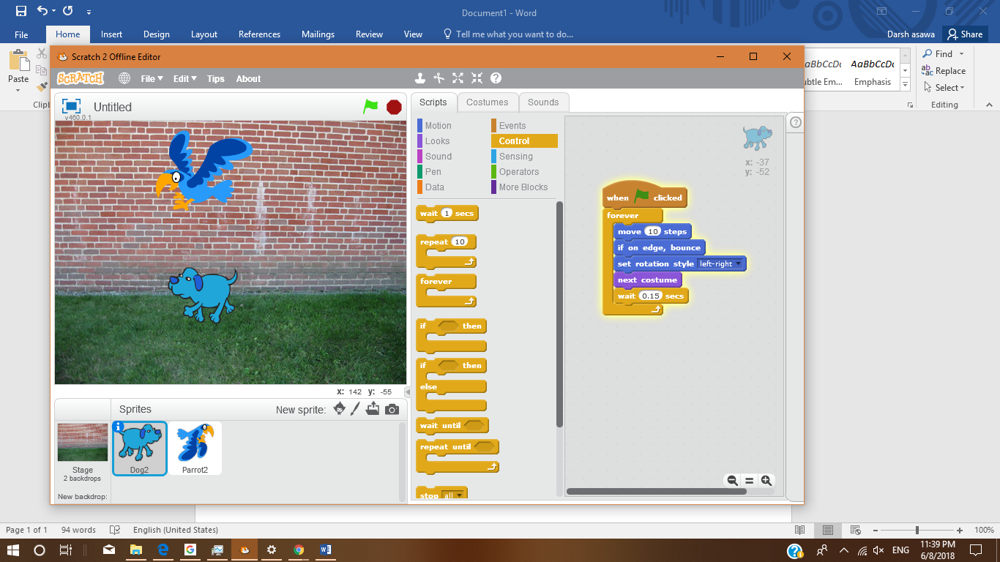 Document1 - Word
File Home Insert Design Layout References Mailings Review View Tell me what you want to do... Darsh asawa Share
Paste
Clipb
AaBbCcDc AaBbCcDc
btle Em... Emphasis
Find
Replace
Select
Editing
Scratch 2 Offline Editor
SCRATCH File Edit Tips About
Untitled
v460.0.1
x: 142 y: -55
Sprites New sprite:
Stage
2 backdrops
New backdrop:
Dog2
Parrot2
Scripts Costumes Sounds
Motion Events
Looks Control
Sound Sensing
Pen Operators
Data More Blocks
wait 1 secs
repeat 10
forever
if then
if then
else
wait until
repeat until
stop all
x: -37
y: -52
when clicked
forever
move 10 steps
if on edge, bounce
set rotation style left-right
next costume
wait 0.15 secs
Page 1 of 1 94 words English (United States) 100%
ENG
11:39 PM
6/8/2018